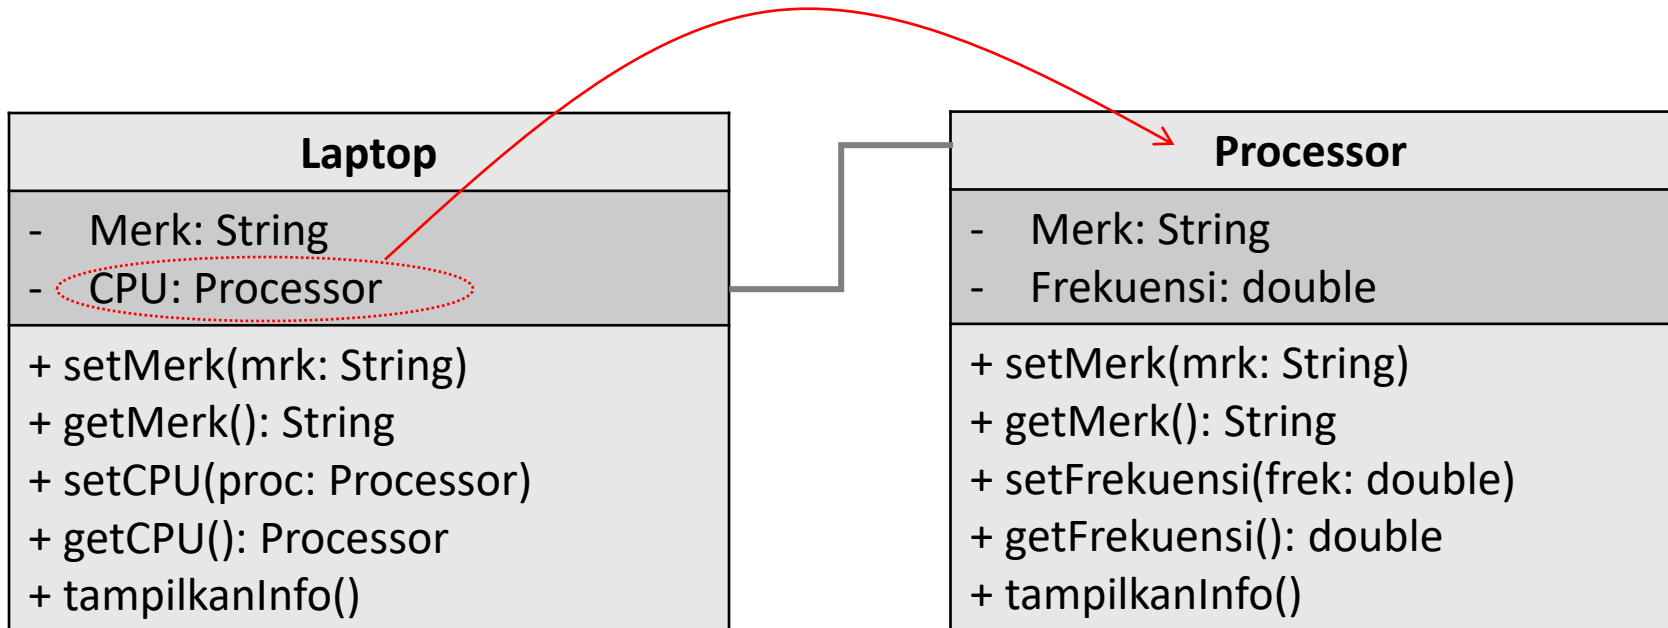 Laptop
- Merk: String
- CPU: Processor
+ setMerk(mrk: String)
+ getMerk(): String
+ setCPU(proc: Processor)
+ getCPU(): Processor
+ tampilkanInfo()
Processor
- Merk: String
- Frekuensi: double
+ setMerk(mrk: String)
+ getMerk(): String
+ setFrekuensi(frek: double)
+ getFrekuensi(): double
+ tampilkanInfo()